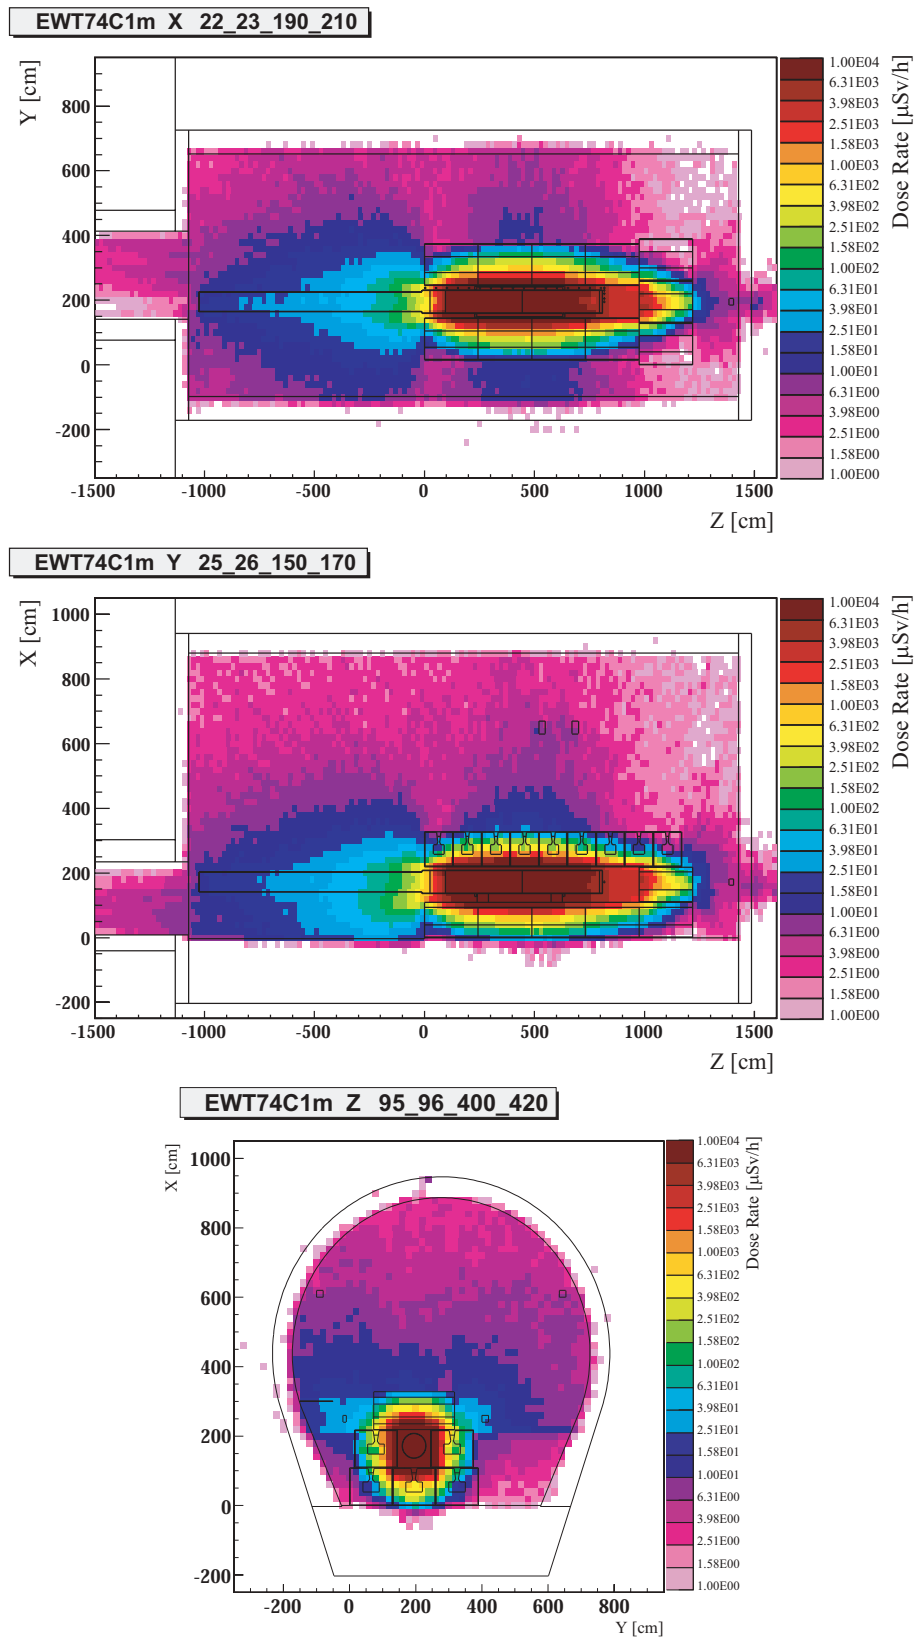 EWT74C1m X 22_23_190_210
Y [cm]
800
600
400
200
0
-200
-1500
-1000
-500
0
500
1000
1500
Z [cm]
1.00E04
6.31E03
3.98E03
2.51E03
1.58E03
1.00E03
6.31E02
3.98E02
2.51E02
1.58E02
1.00E02
6.31E01
3.98E01
2.51E01
1.58E01
1.00E01
6.31E00
3.98E00
2.51E00
1.58E00
1.00E00
Dose Rate [µSv/h]
EWT74C1m Y 25_26_150_170
X [cm]
1000
800
600
400
200
0
-200
-1500
-1000
-500
0
500
1000
1500
Z [cm]
1.00E04
6.31E03
3.98E03
2.51E03
1.58E03
1.00E03
6.31E02
3.98E02
2.51E02
1.58E02
1.00E02
6.31E01
3.98E01
2.51E01
1.58E01
1.00E01
6.31E00
3.98E00
2.51E00
1.58E00
1.00E00
Dose Rate [µSv/h]
EWT74C1m Z 95_96_400_420
X [cm]
1000
800
600
400
200
0
-200
-200
0
200
400
600
800
Y [cm]
1.00E04
6.31E03
3.98E03
2.51E03
1.58E03
1.00E03
6.31E02
3.98E02
2.51E02
1.58E02
1.00E02
6.31E01
3.98E01
2.51E01
1.58E01
1.00E01
6.31E00
3.98E00
2.51E00
1.58E00
1.00E00
Dose Rate [µSv/h]